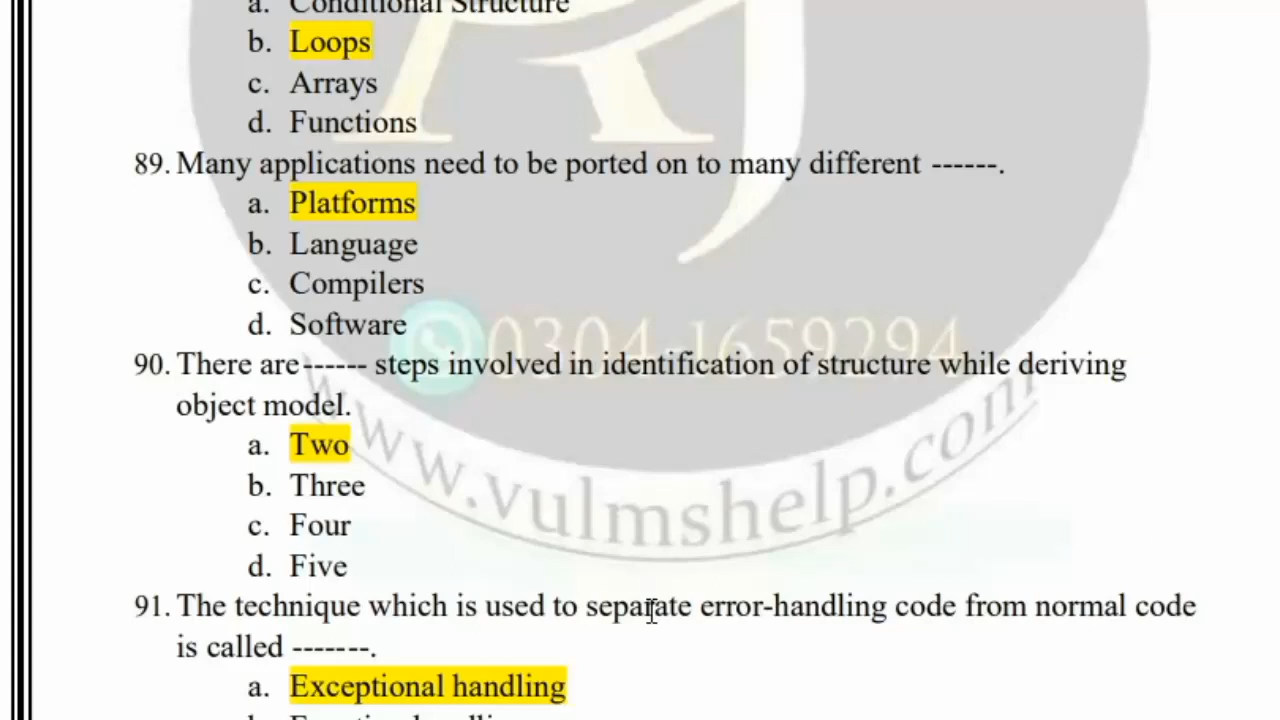 a. Conditional Structure
b. Loops
c. Arrays
d. Functions
89. Many applications need to be ported on to many different ------.
a. Platforms
b. Language
c. Compilers
d. Software
0304-1659294
90. There are------ steps involved in identification of structure while deriving
object model.
a. Two
b. Three
c. Four
d. Five
www.vulmshelp.com
91. The technique which is used to separate error-handling code from normal code
is called -------.
a. Exceptional handling